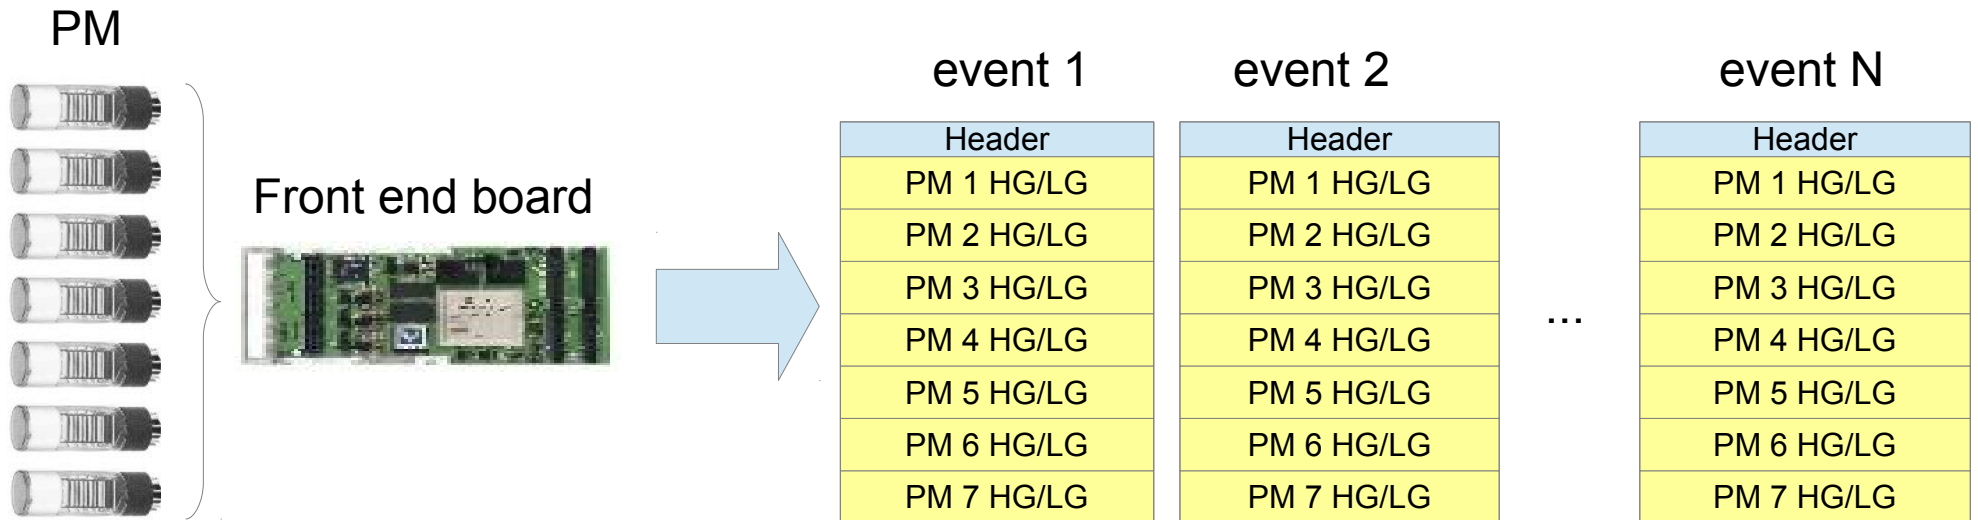 PM
Front end board
event 1
Header
PM 1 HG/LG
PM 2 HG/LG
PM 3 HG/LG
PM 4 HG/LG
PM 5 HG/LG
PM 6 HG/LG
PM 7 HG/LG
event 2
Header
PM 1 HG/LG
PM 2 HG/LG
PM 3 HG/LG
PM 4 HG/LG
PM 5 HG/LG
PM 6 HG/LG
PM 7 HG/LG
...
event N
Header
PM 1 HG/LG
PM 2 HG/LG
PM 3 HG/LG
PM 4 HG/LG
PM 5 HG/LG
PM 6 HG/LG
PM 7 HG/LG